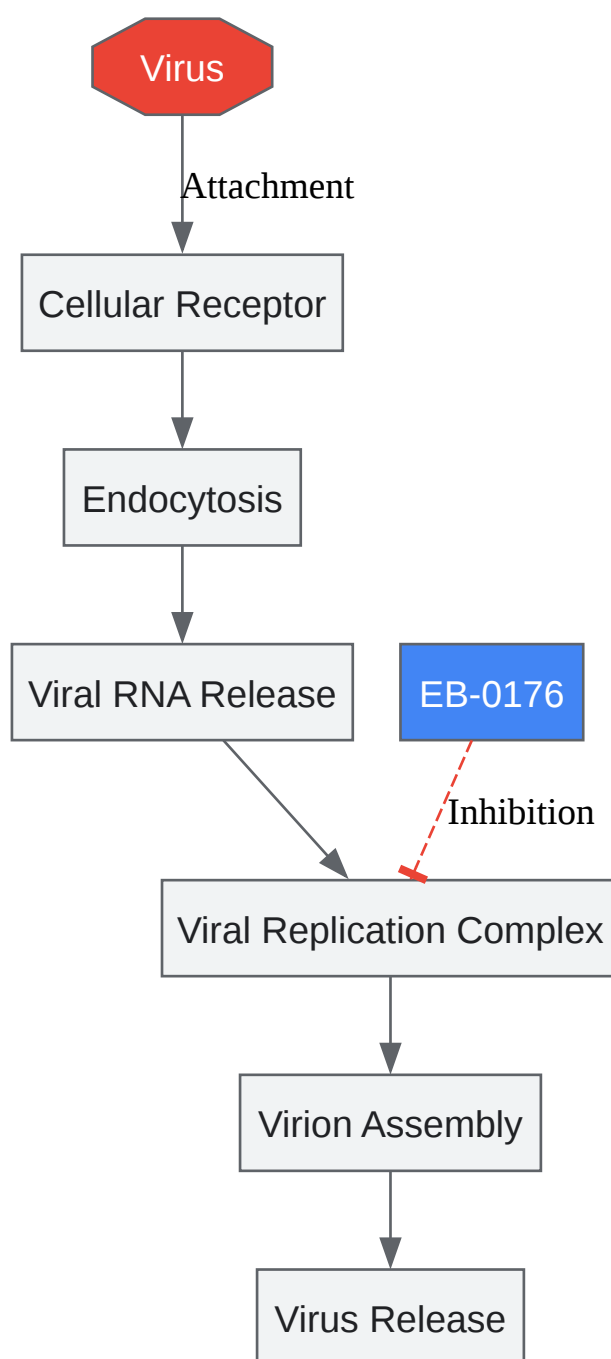 Virus
Attachment
Cellular Receptor
Endocytosis
Viral RNA Release
EB-0176
Inhibition
Viral Replication Complex
Virion Assembly
Virus Release